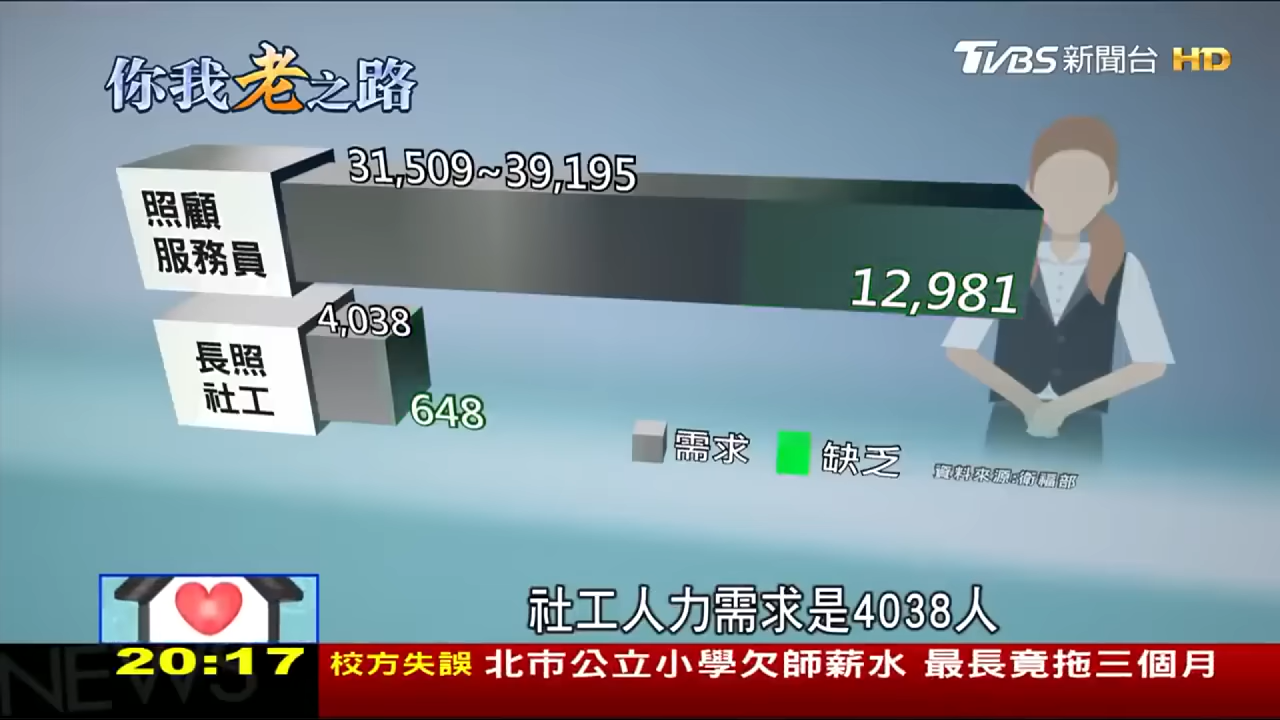 你我老之路
TVBS新聞台 HD
31,509~39,195
照顧
服務員
12,981
4,038
長照
社工
648
需求
缺乏
資料來源:衛福部
社工人力需求是4038人
NEWS
20:17
校方失誤 北市公立小學欠師薪水 最長竟拖三個月